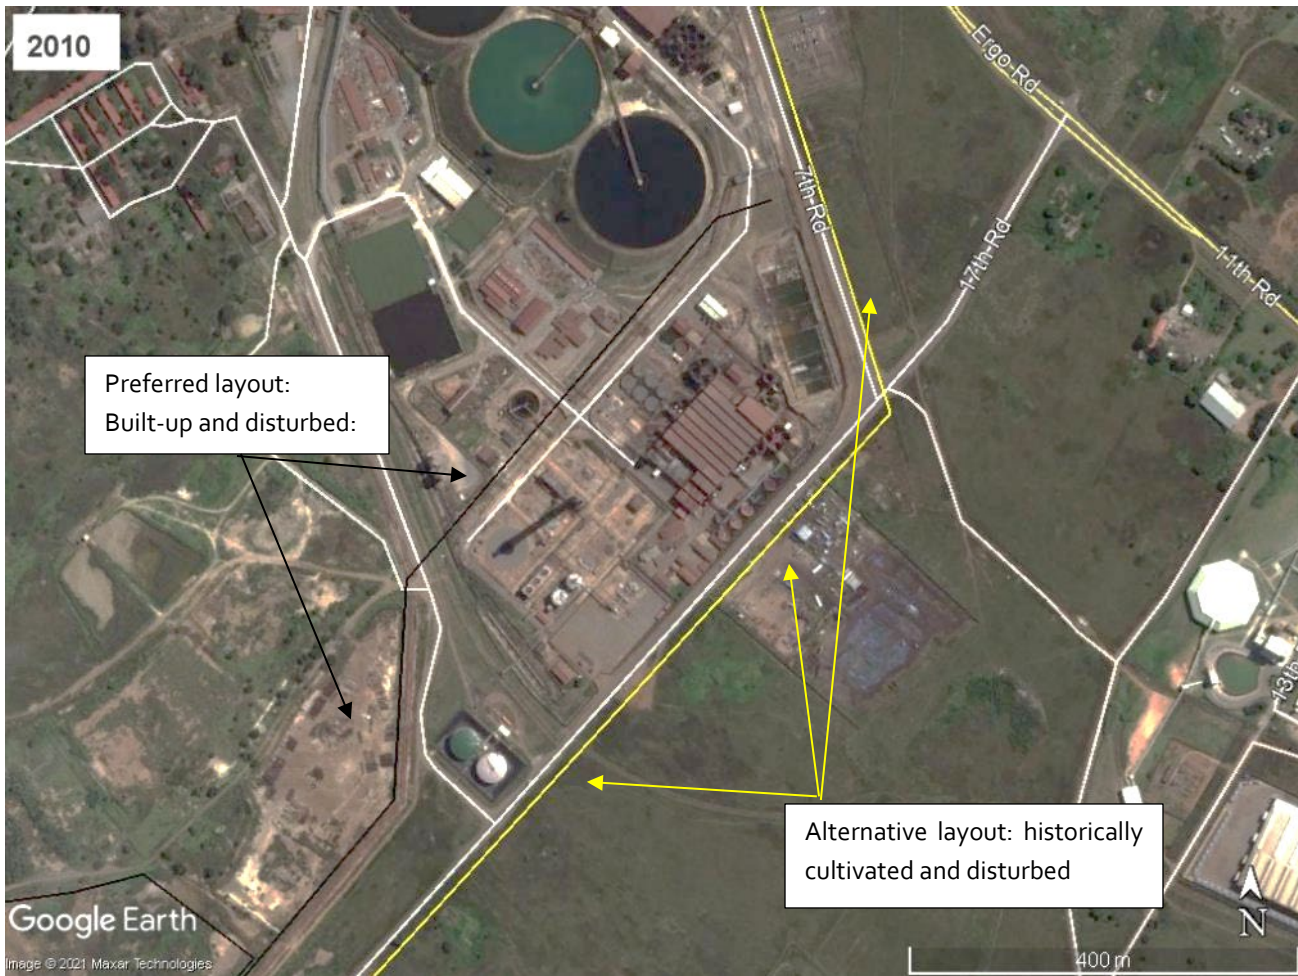 2010
Ergo-Rd
7th-Rd
17th-Rd
11th-Rd
Preferred layout:
Built-up and disturbed:
13th
Alternative layout: historically
cultivated and disturbed
Google Earth
N
Image © 2021 Maxar Technologies
400 m